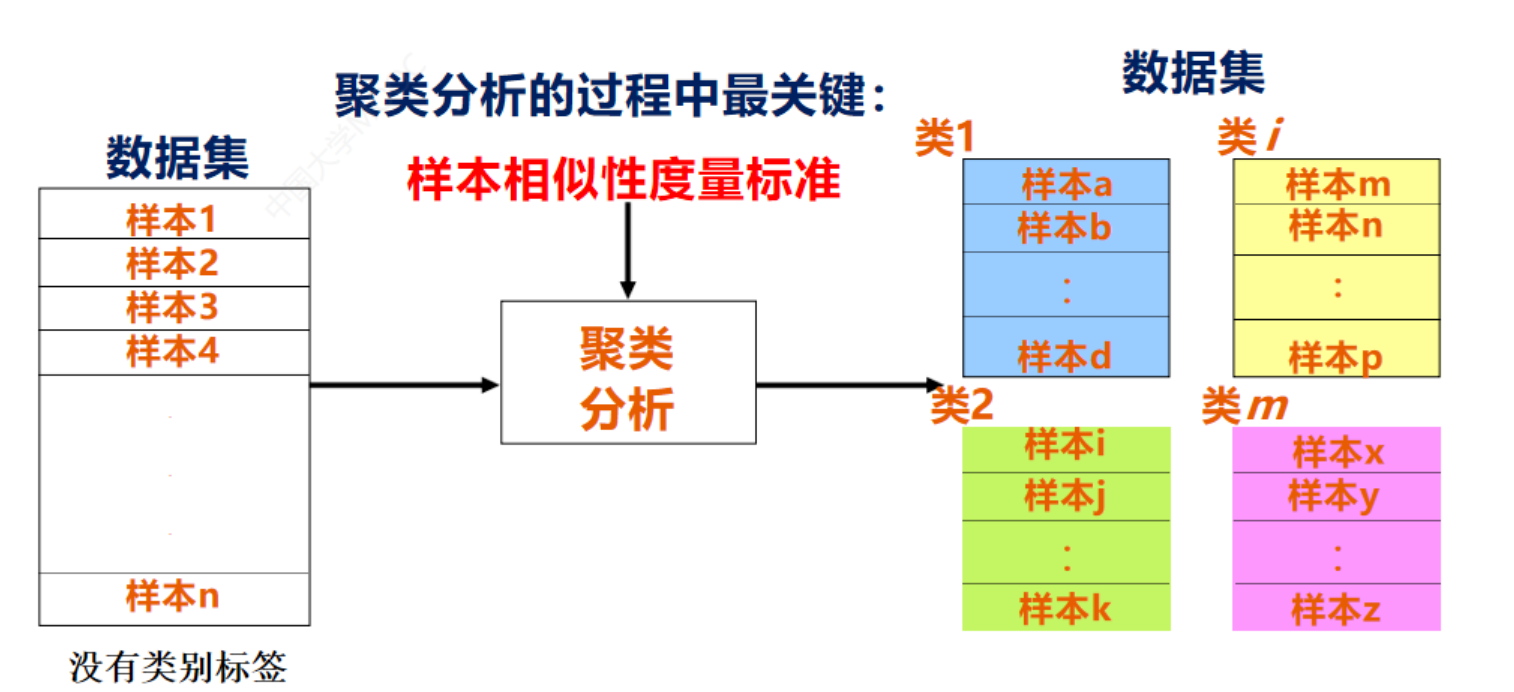 聚类分析的过程中最关键：
样本相似性度量标准
数据集
样本1
样本2
样本3
样本4
.
.
.
样本n
没有类别标签
聚类
分析
数据集
类1
样本a
样本b
:
样本d
类i
样本m
样本n
:
样本p
类2
样本i
样本j
:
样本k
类m
样本x
样本y
:
样本z